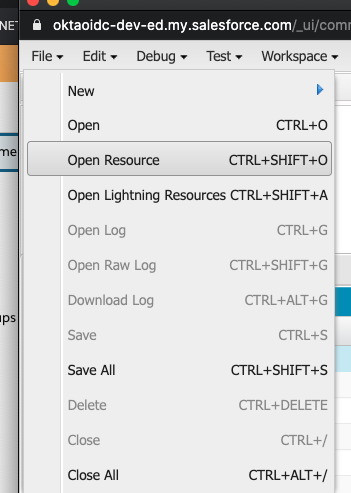 NET
oktaoidc-dev-ed.my.salesforce.com/_ui/com
File Edit Debug Test Workspace
New
Open CTRL+O
me
Open Resource CTRL+SHIFT+O
Open Lightning Resources CTRL+SHIFT+A
Open Log CTRL+G
Open Raw Log CTRL+SHIFT+G
Download Log CTRL+ALT+G
ups
Save CTRL+S
Save All CTRL+SHIFT+S
Delete CTRL+DELETE
Close CTRL+/
Close All CTRL+ALT+/